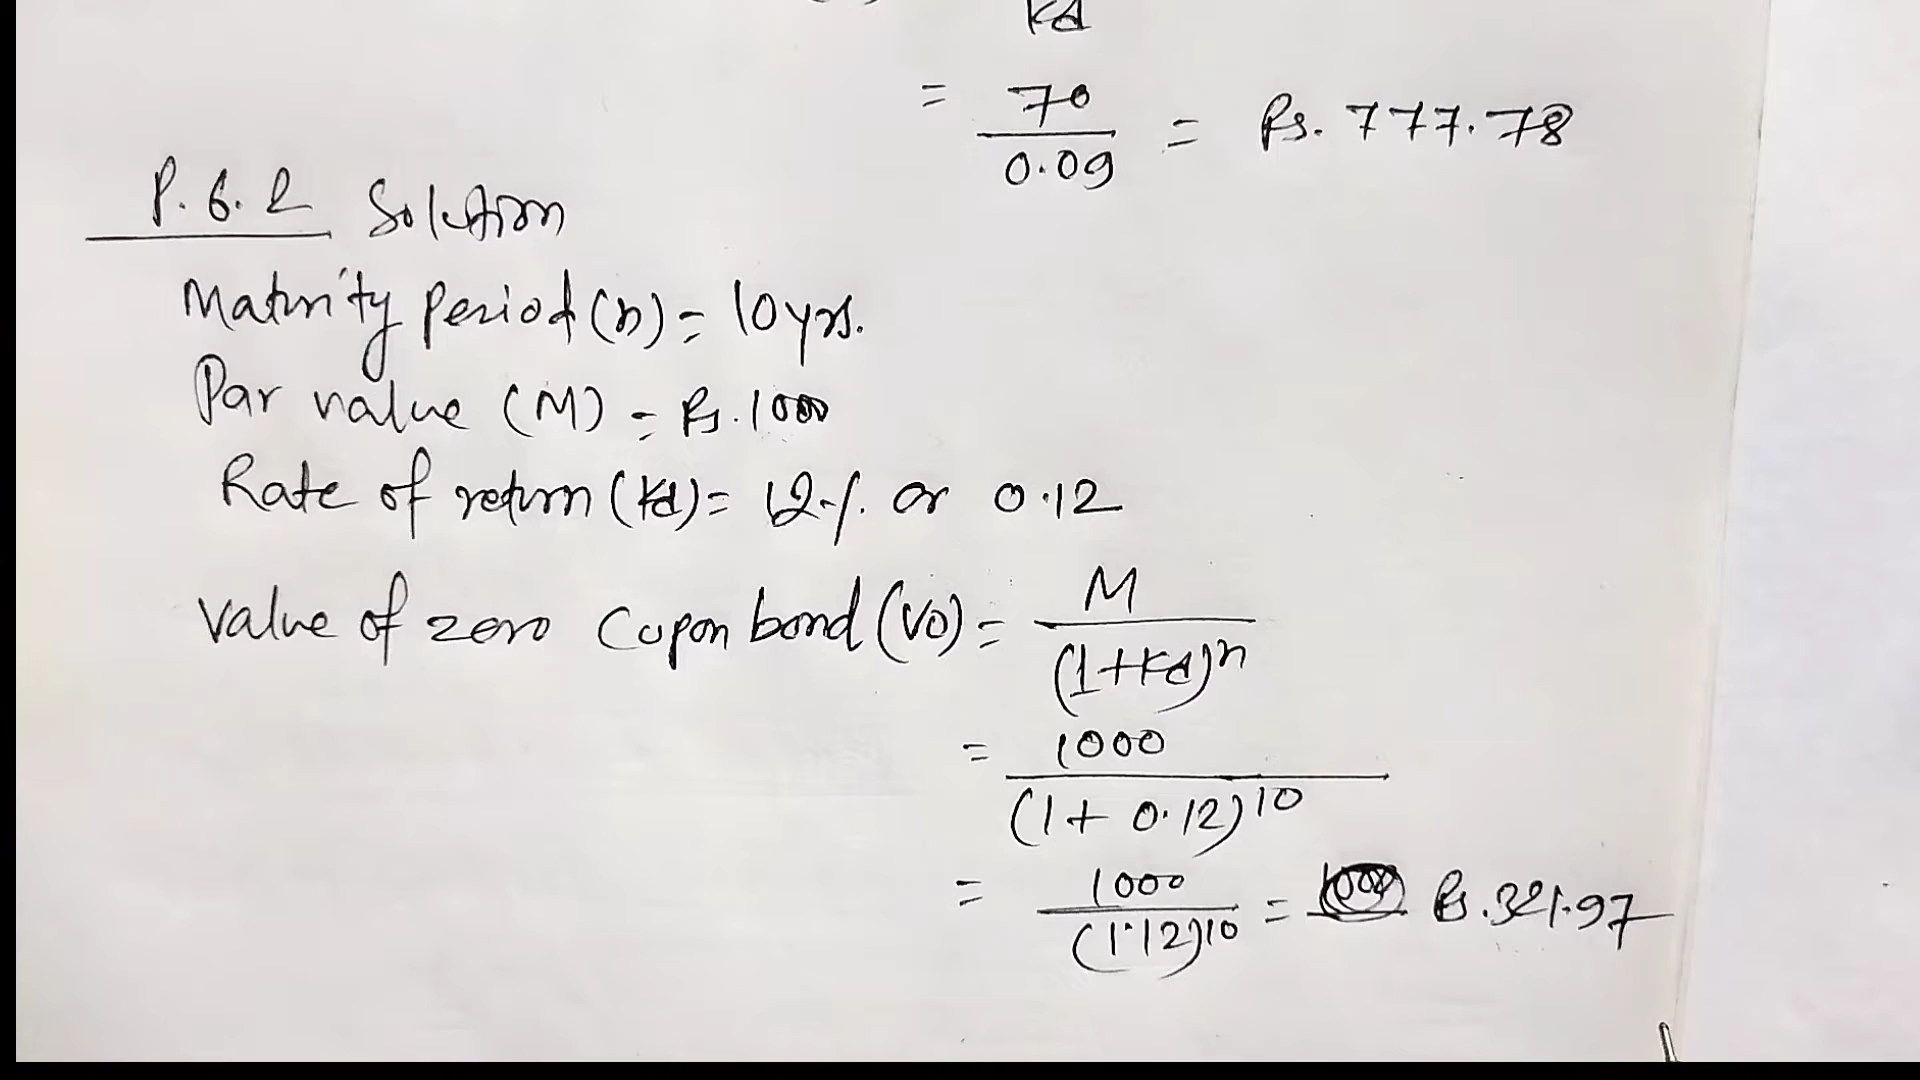 Kd
= 70 / 0.09 = Rs. 777.78
P.6.2 Solution
Maturity period (n) = 10 yrs.
Par value (M) = Rs. 1000
Rate of return (Kd) = 12% or 0.12
Value of zero Cupon bond (V0) = M / (1+Kd)^n
= 1000 / (1 + 0.12)^10
= 1000 / (1.12)^10 = Rs. 321.97